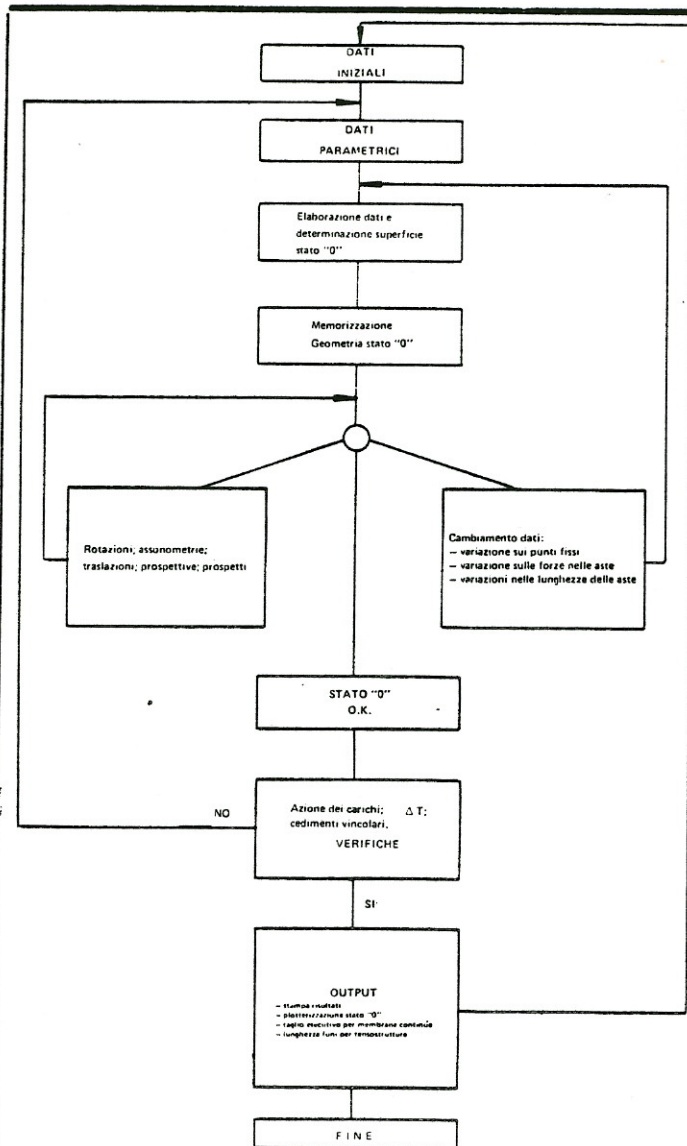 DATI
INIZIALI
DATI
PARAMETRICI
Elaborazione dati e
determinazione superficie
stato "0"
Memorizzazione
Geometria stato "0"
Rotazioni; assonometrie;
traslazioni; prospettive; prospetti
Cambiamento dati:
– variazione sui punti fissi
– variazione sulle forze nelle aste
– variazioni nelle lunghezze delle aste
STATO "0"
O.K.
NO
Azione dei carichi; Δ T;
cedimenti vincolari.
VERIFICHE
SI
OUTPUT
– stampa risultati
– plotterizzazione stato "0"
– taglio esecutivo per membrane continue
– lunghezza funi per tensostrutture
FINE